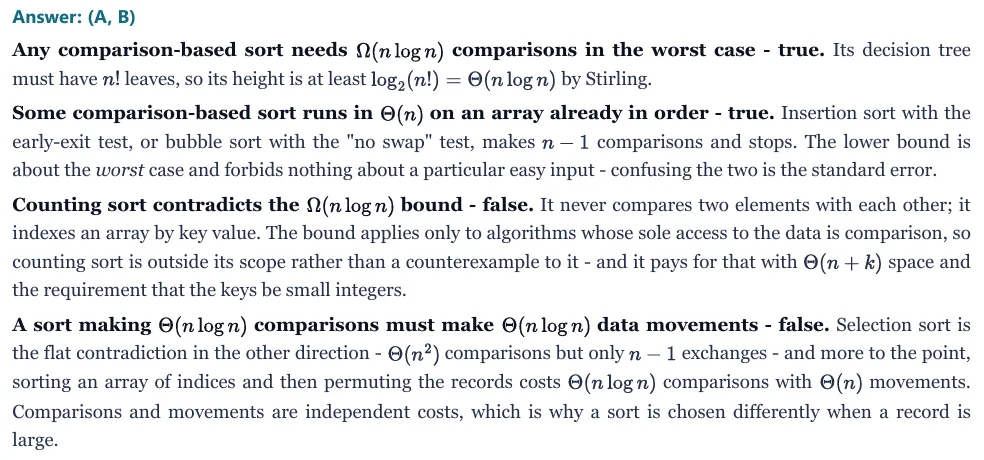 Answer: (A, B)
Any comparison-based sort needs Ω(n log n) comparisons in the worst case - true. Its decision tree
must have n! leaves, so its height is at least log₂(n!) = Θ(n log n) by Stirling.
Some comparison-based sort runs in Θ(n) on an array already in order - true. Insertion sort with the
early-exit test, or bubble sort with the "no swap" test, makes n − 1 comparisons and stops. The lower bound is
about the worst case and forbids nothing about a particular easy input - confusing the two is the standard error.
Counting sort contradicts the Ω(n log n) bound - false. It never compares two elements with each other; it
indexes an array by key value. The bound applies only to algorithms whose sole access to the data is comparison, so
counting sort is outside its scope rather than a counterexample to it - and it pays for that with Θ(n + k) space and
the requirement that the keys be small integers.
A sort making Θ(n log n) comparisons must make Θ(n log n) data movements - false. Selection sort is
the flat contradiction in the other direction - Θ(n²) comparisons but only n − 1 exchanges - and more to the point,
sorting an array of indices and then permuting the records costs Θ(n log n) comparisons with Θ(n) movements.
Comparisons and movements are independent costs, which is why a sort is chosen differently when a record is
large.